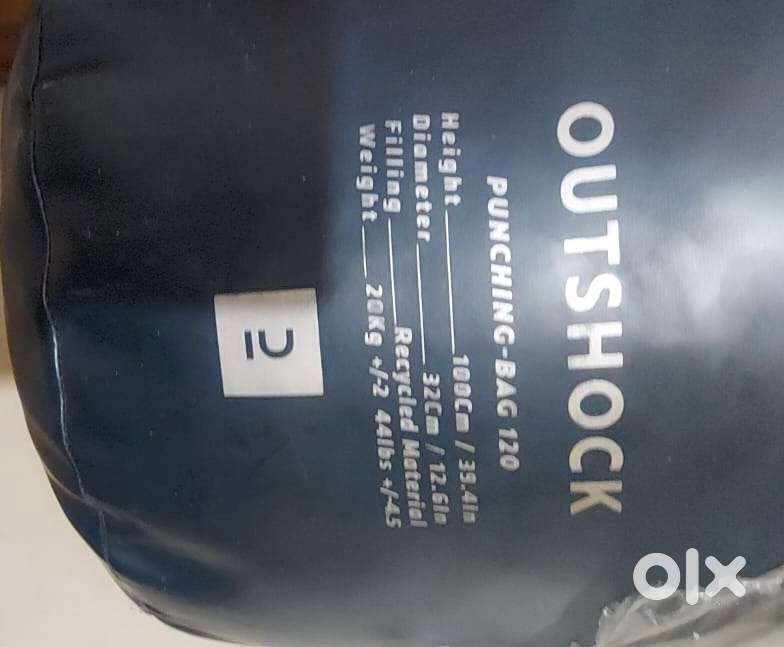 OUTSHOCK
PUNCHING-BAG 120
Height 100Cm / 39.4In
Diameter 32Cm / 12.6In
Filling Recycled Material
Weight 20Kg +/-2 44lbs +/-4.5
olx